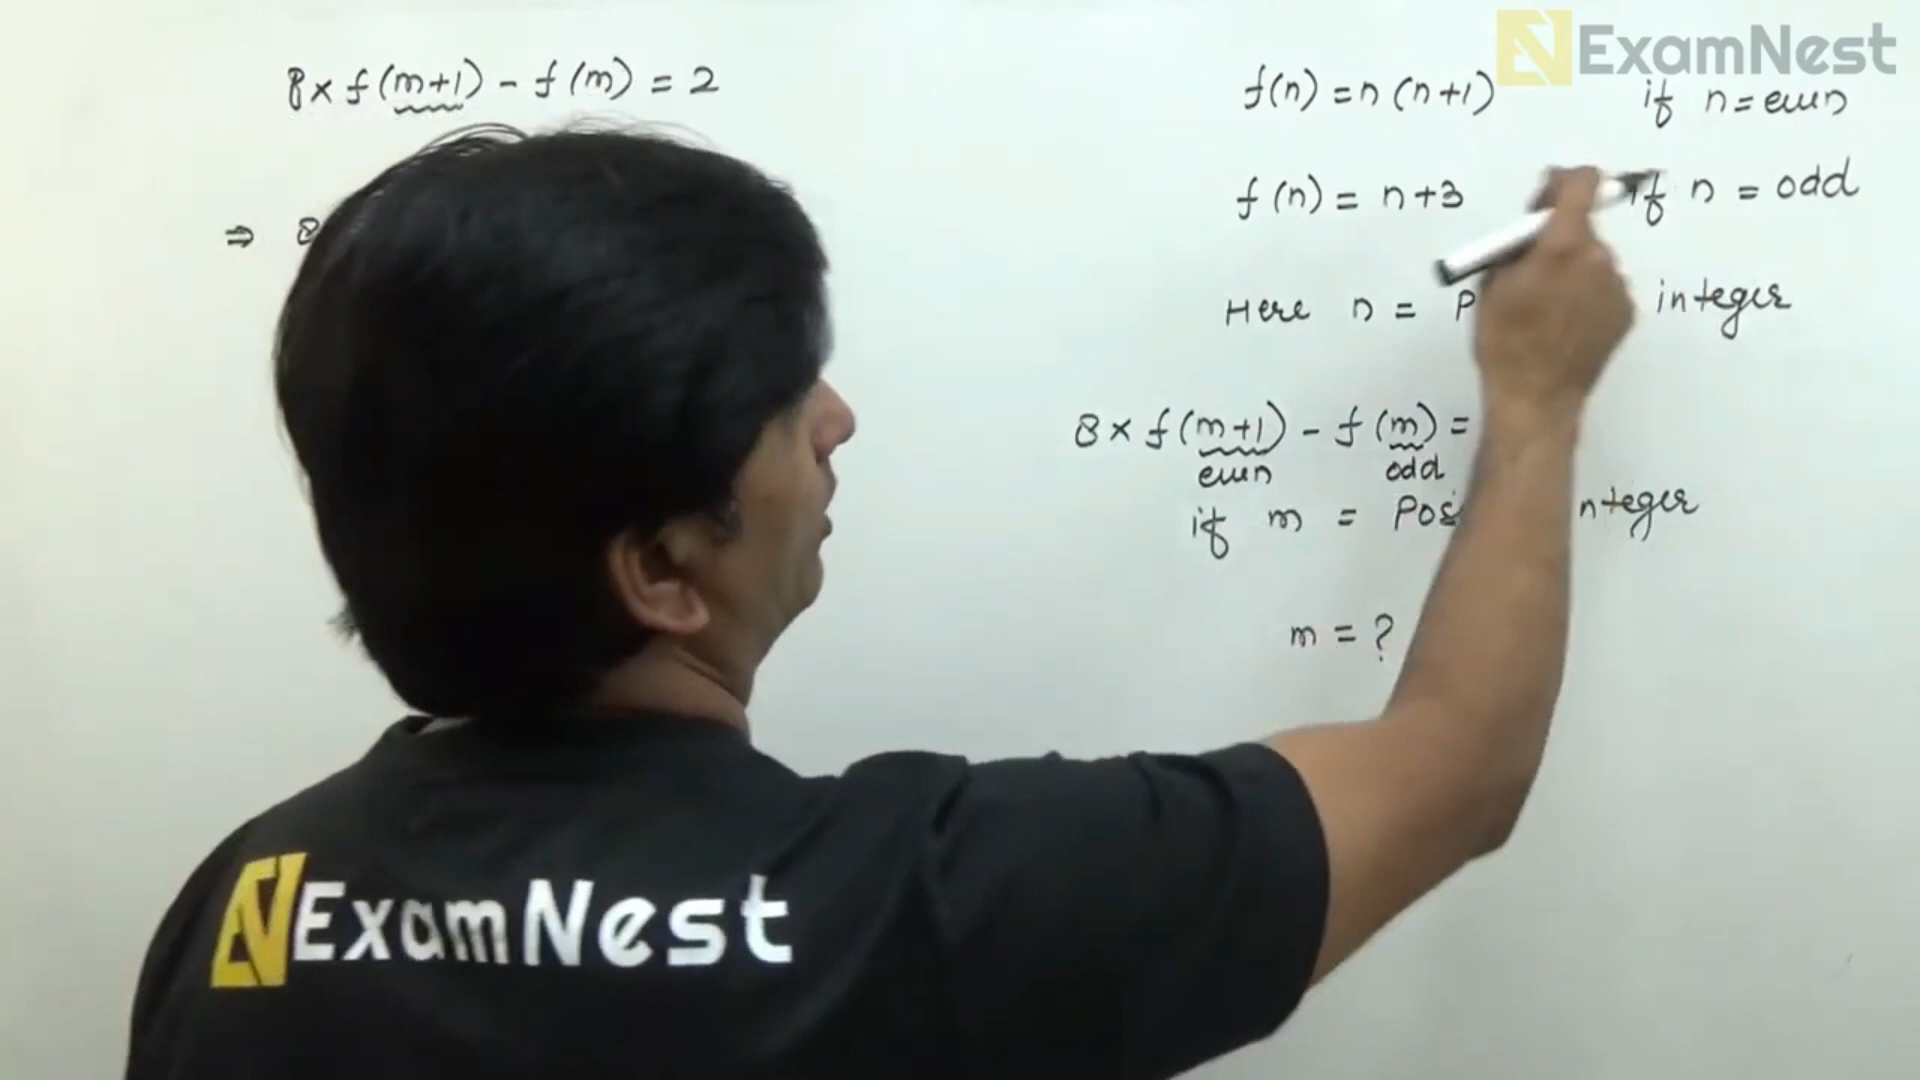 ExamNest
8 × f (m+1) - f (m) = 2
⇒ 8
f(n) = n (n+1) if n = even
f (n) = n+3 if n = odd
Here n = P integer
8 × f (m+1) - f (m) =
even odd
if m = Pos nteger
m = ?
ExamNest